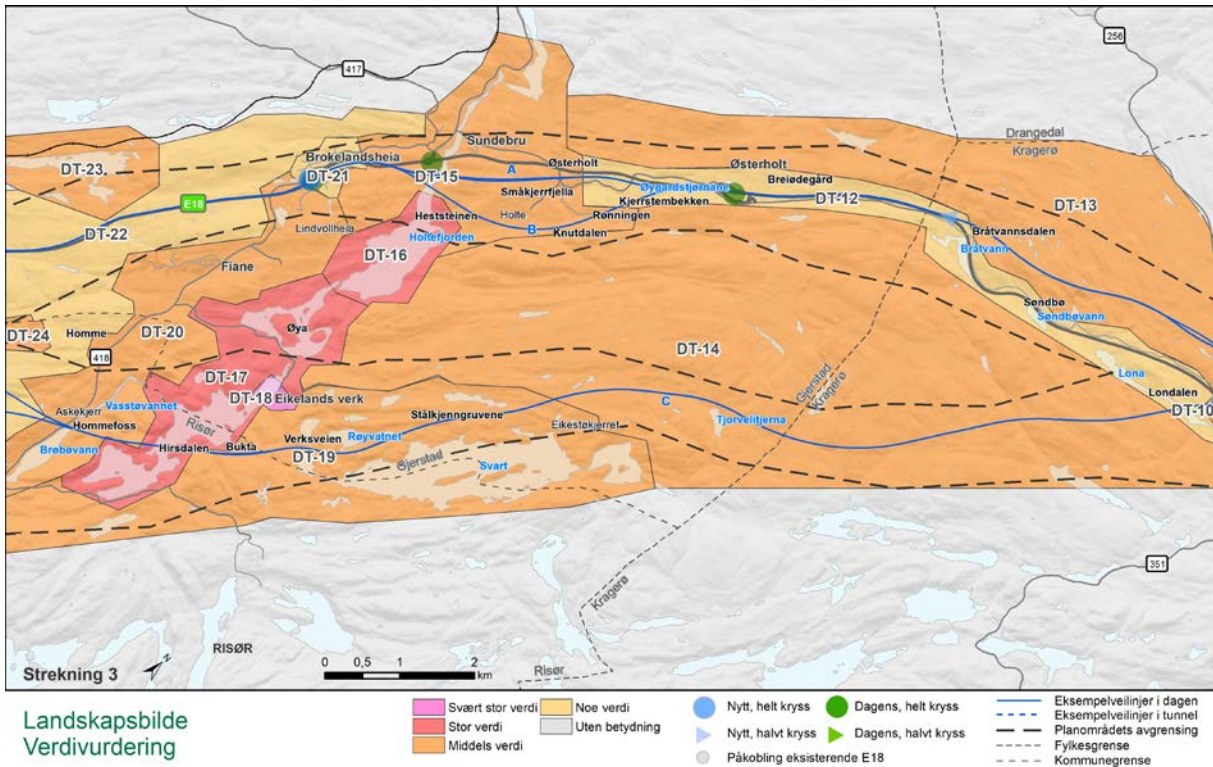 417
256
Drangedal
Kragerø
Sundebru
Brokelandsheia
Østerholt
Østerholt
DT-23
DT-21
DT-15
A
Øygardstjørnane
Breiødegård
DT-13
Småkjerrfjella
Kjerrstembekken
DT-12
E18
Heststeinen
Holte
Rønningen
Bråtvannsdalen
DT-22
Lindvollheia
Holtefjorden
B
Knutdalen
Bråtvann
DT-16
Fiane
Søndbø
Søndbøvann
Øya
DT-24
Homme
DT-20
418
DT-14
Gjerstad
Kragerø
DT-17
Lona
DT-18
Eikelands verk
Londalen
Vasstøvannet
Askekjerr
Hommefoss
Stålkjenngruvene
C
DT-10
Risør
Tjorvelitjerna
Eikestøkjerret
Brøbøvann
Hirsdalen
Bukta
Verksveien
Røyvatnet
DT-19
Gjerstad
Svart
351
Kragerø
RISØR
Risør
N
0 0,5 1 2
km
Strekning 3
Landskapsbilde
Verdivurdering
Svært stor verdi
Stor verdi
Middels verdi
Noe verdi
Uten betydning
Nytt, helt kryss
Nytt, halvt kryss
Påkobling eksisterende E18
Dagens, helt kryss
Dagens, halvt kryss
Eksempelveilinjer i dagen
Eksempelveilinjer i tunnel
Planområdets avgrensing
Fylkesgrense
Kommunegrense